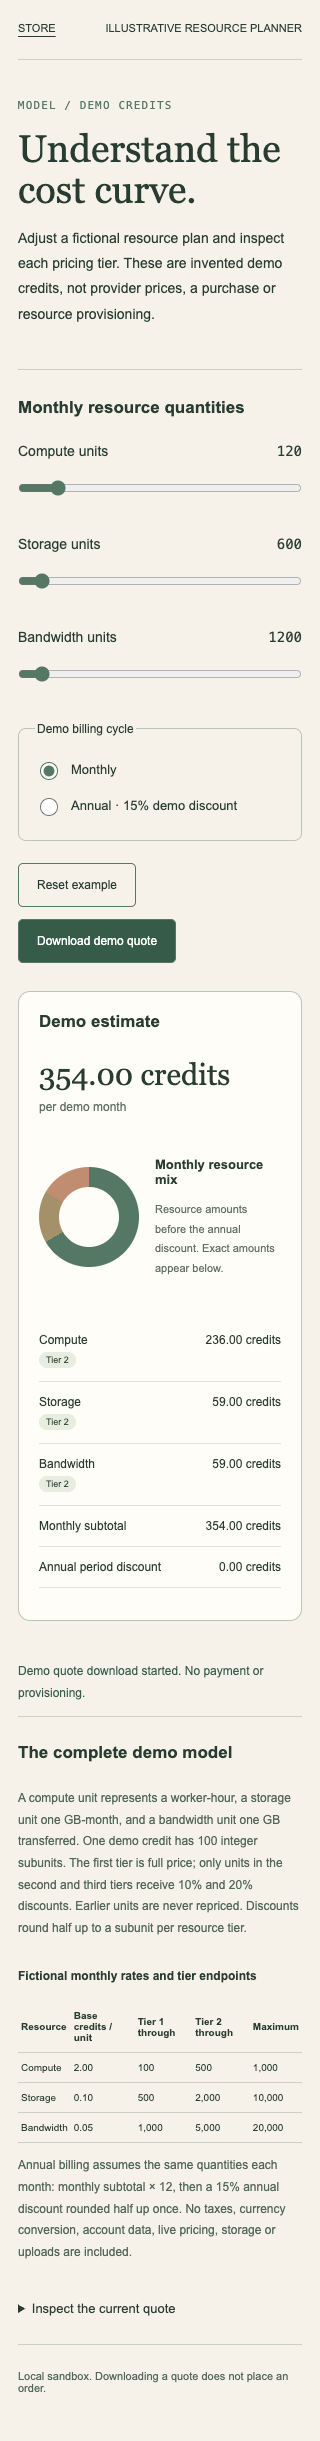 STORE ILLUSTRATIVE RESOURCE PLANNER
MODEL / DEMO CREDITS
Understand the
cost curve.
Adjust a fictional resource plan and inspect
each pricing tier. These are invented demo
credits, not provider prices, a purchase or
resource provisioning.
Monthly resource quantities
Compute units 120
Storage units 600
Bandwidth units 1200
Demo billing cycle
Monthly
Annual · 15% demo discount
Reset example
Download demo quote
Demo estimate
354.00 credits
per demo month
Monthly resource
mix
Resource amounts
before the annual
discount. Exact amounts
appear below.
Compute 236.00 credits
Tier 2
Storage 59.00 credits
Tier 2
Bandwidth 59.00 credits
Tier 2
Monthly subtotal 354.00 credits
Annual period discount 0.00 credits
Demo quote download started. No payment or
provisioning.
The complete demo model
A compute unit represents a worker-hour, a storage
unit one GB-month, and a bandwidth unit one GB
transferred. One demo credit has 100 integer
subunits. The first tier is full price; only units in the
second and third tiers receive 10% and 20%
discounts. Earlier units are never repriced. Discounts
round half up to a subunit per resource tier.
Fictional monthly rates and tier endpoints
Resource Base credits / unit Tier 1 through Tier 2 through Maximum
Compute 2.00 100 500 1,000
Storage 0.10 500 2,000 10,000
Bandwidth 0.05 1,000 5,000 20,000
Annual billing assumes the same quantities each
month: monthly subtotal × 12, then a 15% annual
discount rounded half up once. No taxes, currency
conversion, account data, live pricing, storage or
uploads are included.
Inspect the current quote
Local sandbox. Downloading a quote does not place an
order.